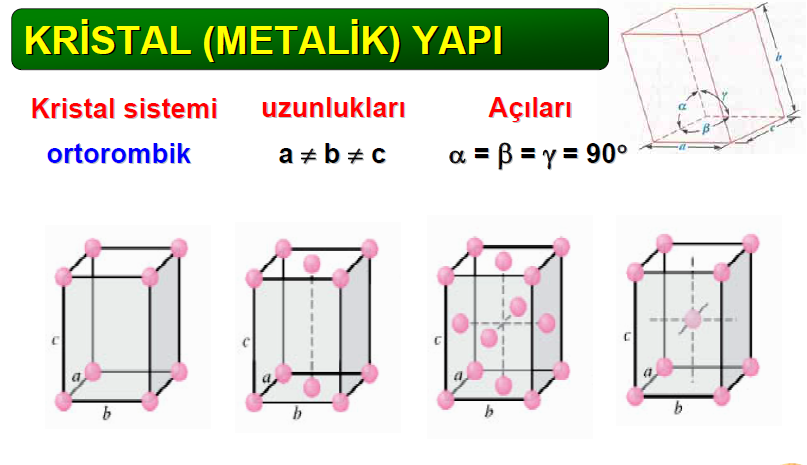 KRİSTAL (METALİK) YAPI
Kristal sistemi uzunlukları Açıları
ortorombik a ≠ b ≠ c α = β = γ = 90°
b
α γ
β
c
a
c a b
c a b
c a b
c a b